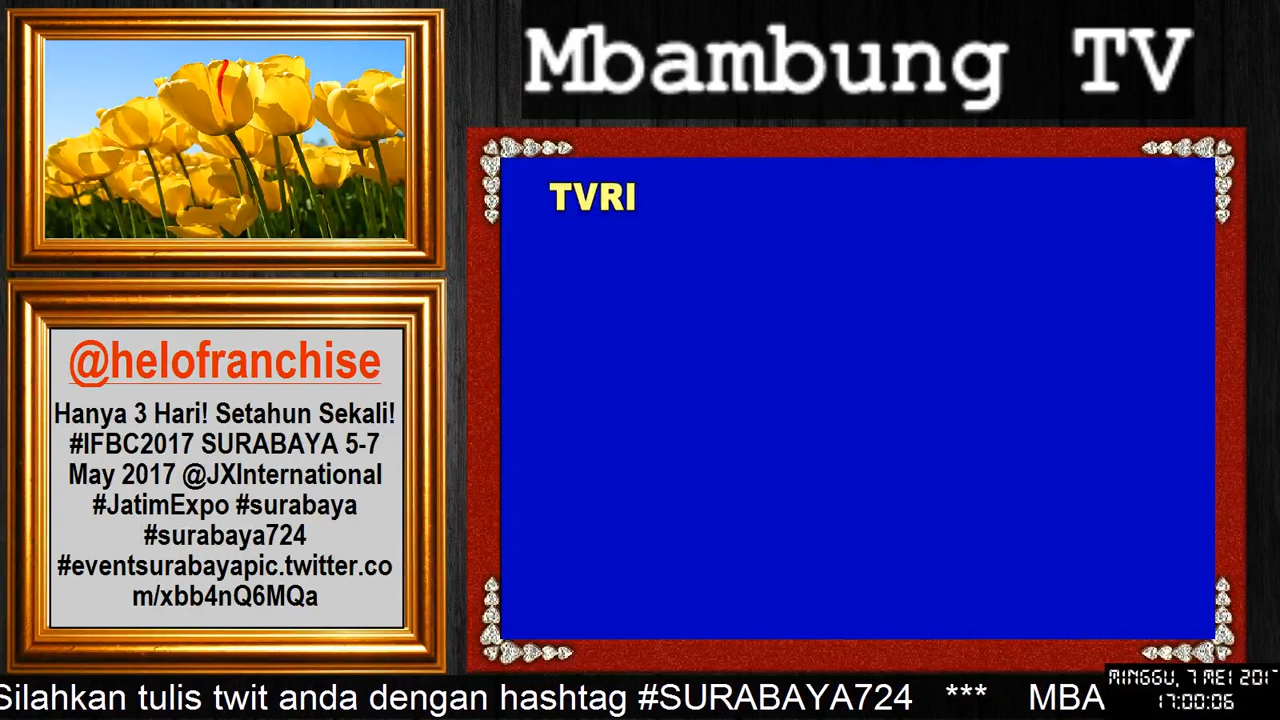 Mbambung TV
TVRI
@helofranchise
Hanya 3 Hari! Setahun Sekali!
#IFBC2017 SURABAYA 5-7
May 2017 @JXInternational
#JatimExpo #surabaya
#surabaya724
#eventsurabayapic.twitter.co
m/xbb4nQ6MQa
Silahkan tulis twit anda dengan hashtag #SURABAYA724 *** MBA
MINGGU, 7 MEI 2017
17:00:06